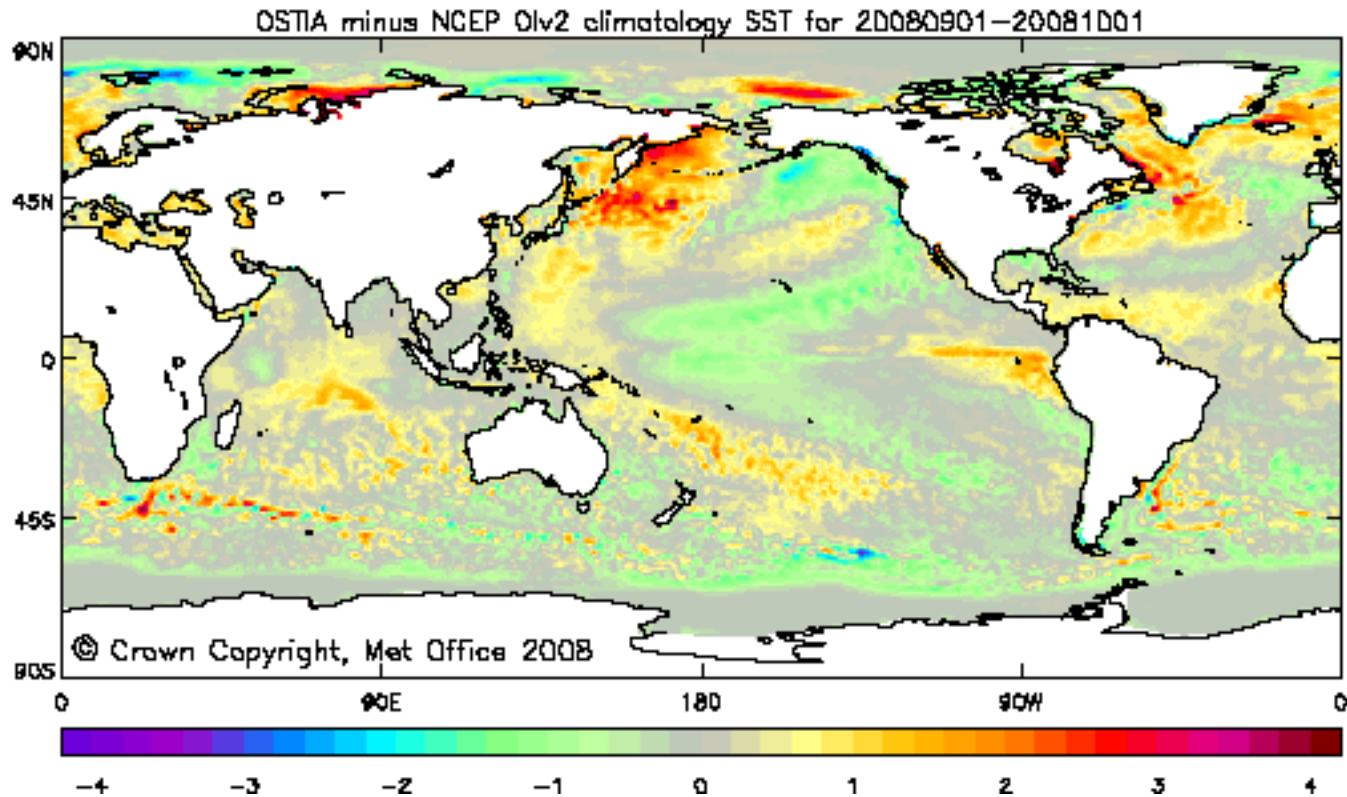 OSTIA minus NCEP OIv2 climatology SST for 20080901-20081001
90N
45N
0
45S
90S
© Crown Copyright, Met Office 2008
0 90E 180 90W 0
-4 -3 -2 -1 0 1 2 3 4